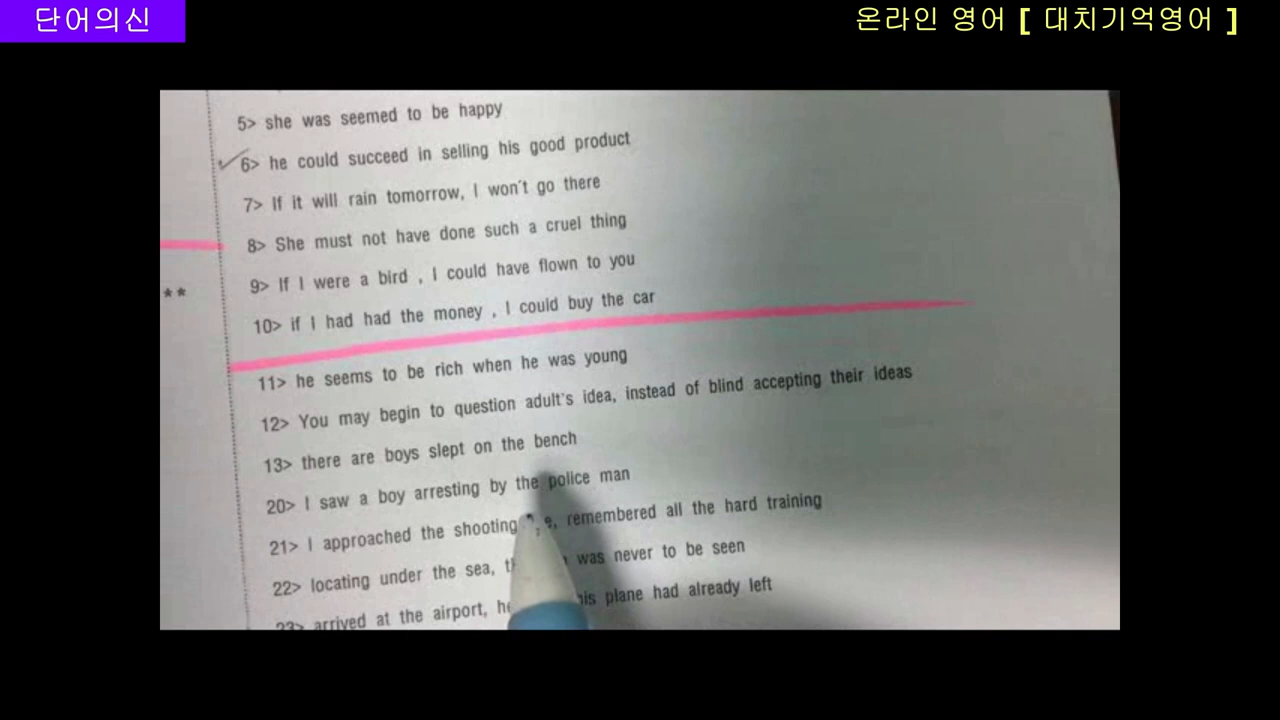 단어의신
온라인 영어 [ 대치기억영어 ]
5> she was seemed to be happy
6> he could succeed in selling his good product
7> If it will rain tomorrow, I won't go there
8> She must not have done such a cruel thing
9> If I were a bird , I could have flown to you
**
10> if I had had the money , I could buy the car
11> he seems to be rich when he was young
12> You may begin to question adult's idea, instead of blind accepting their ideas
13> there are boys slept on the bench
20> I saw a boy arresting by the police man
21> I approached the shooting remembered all the hard training
22> locating under the sea, was never to be seen
23> arrived at the airport, his plane had already left